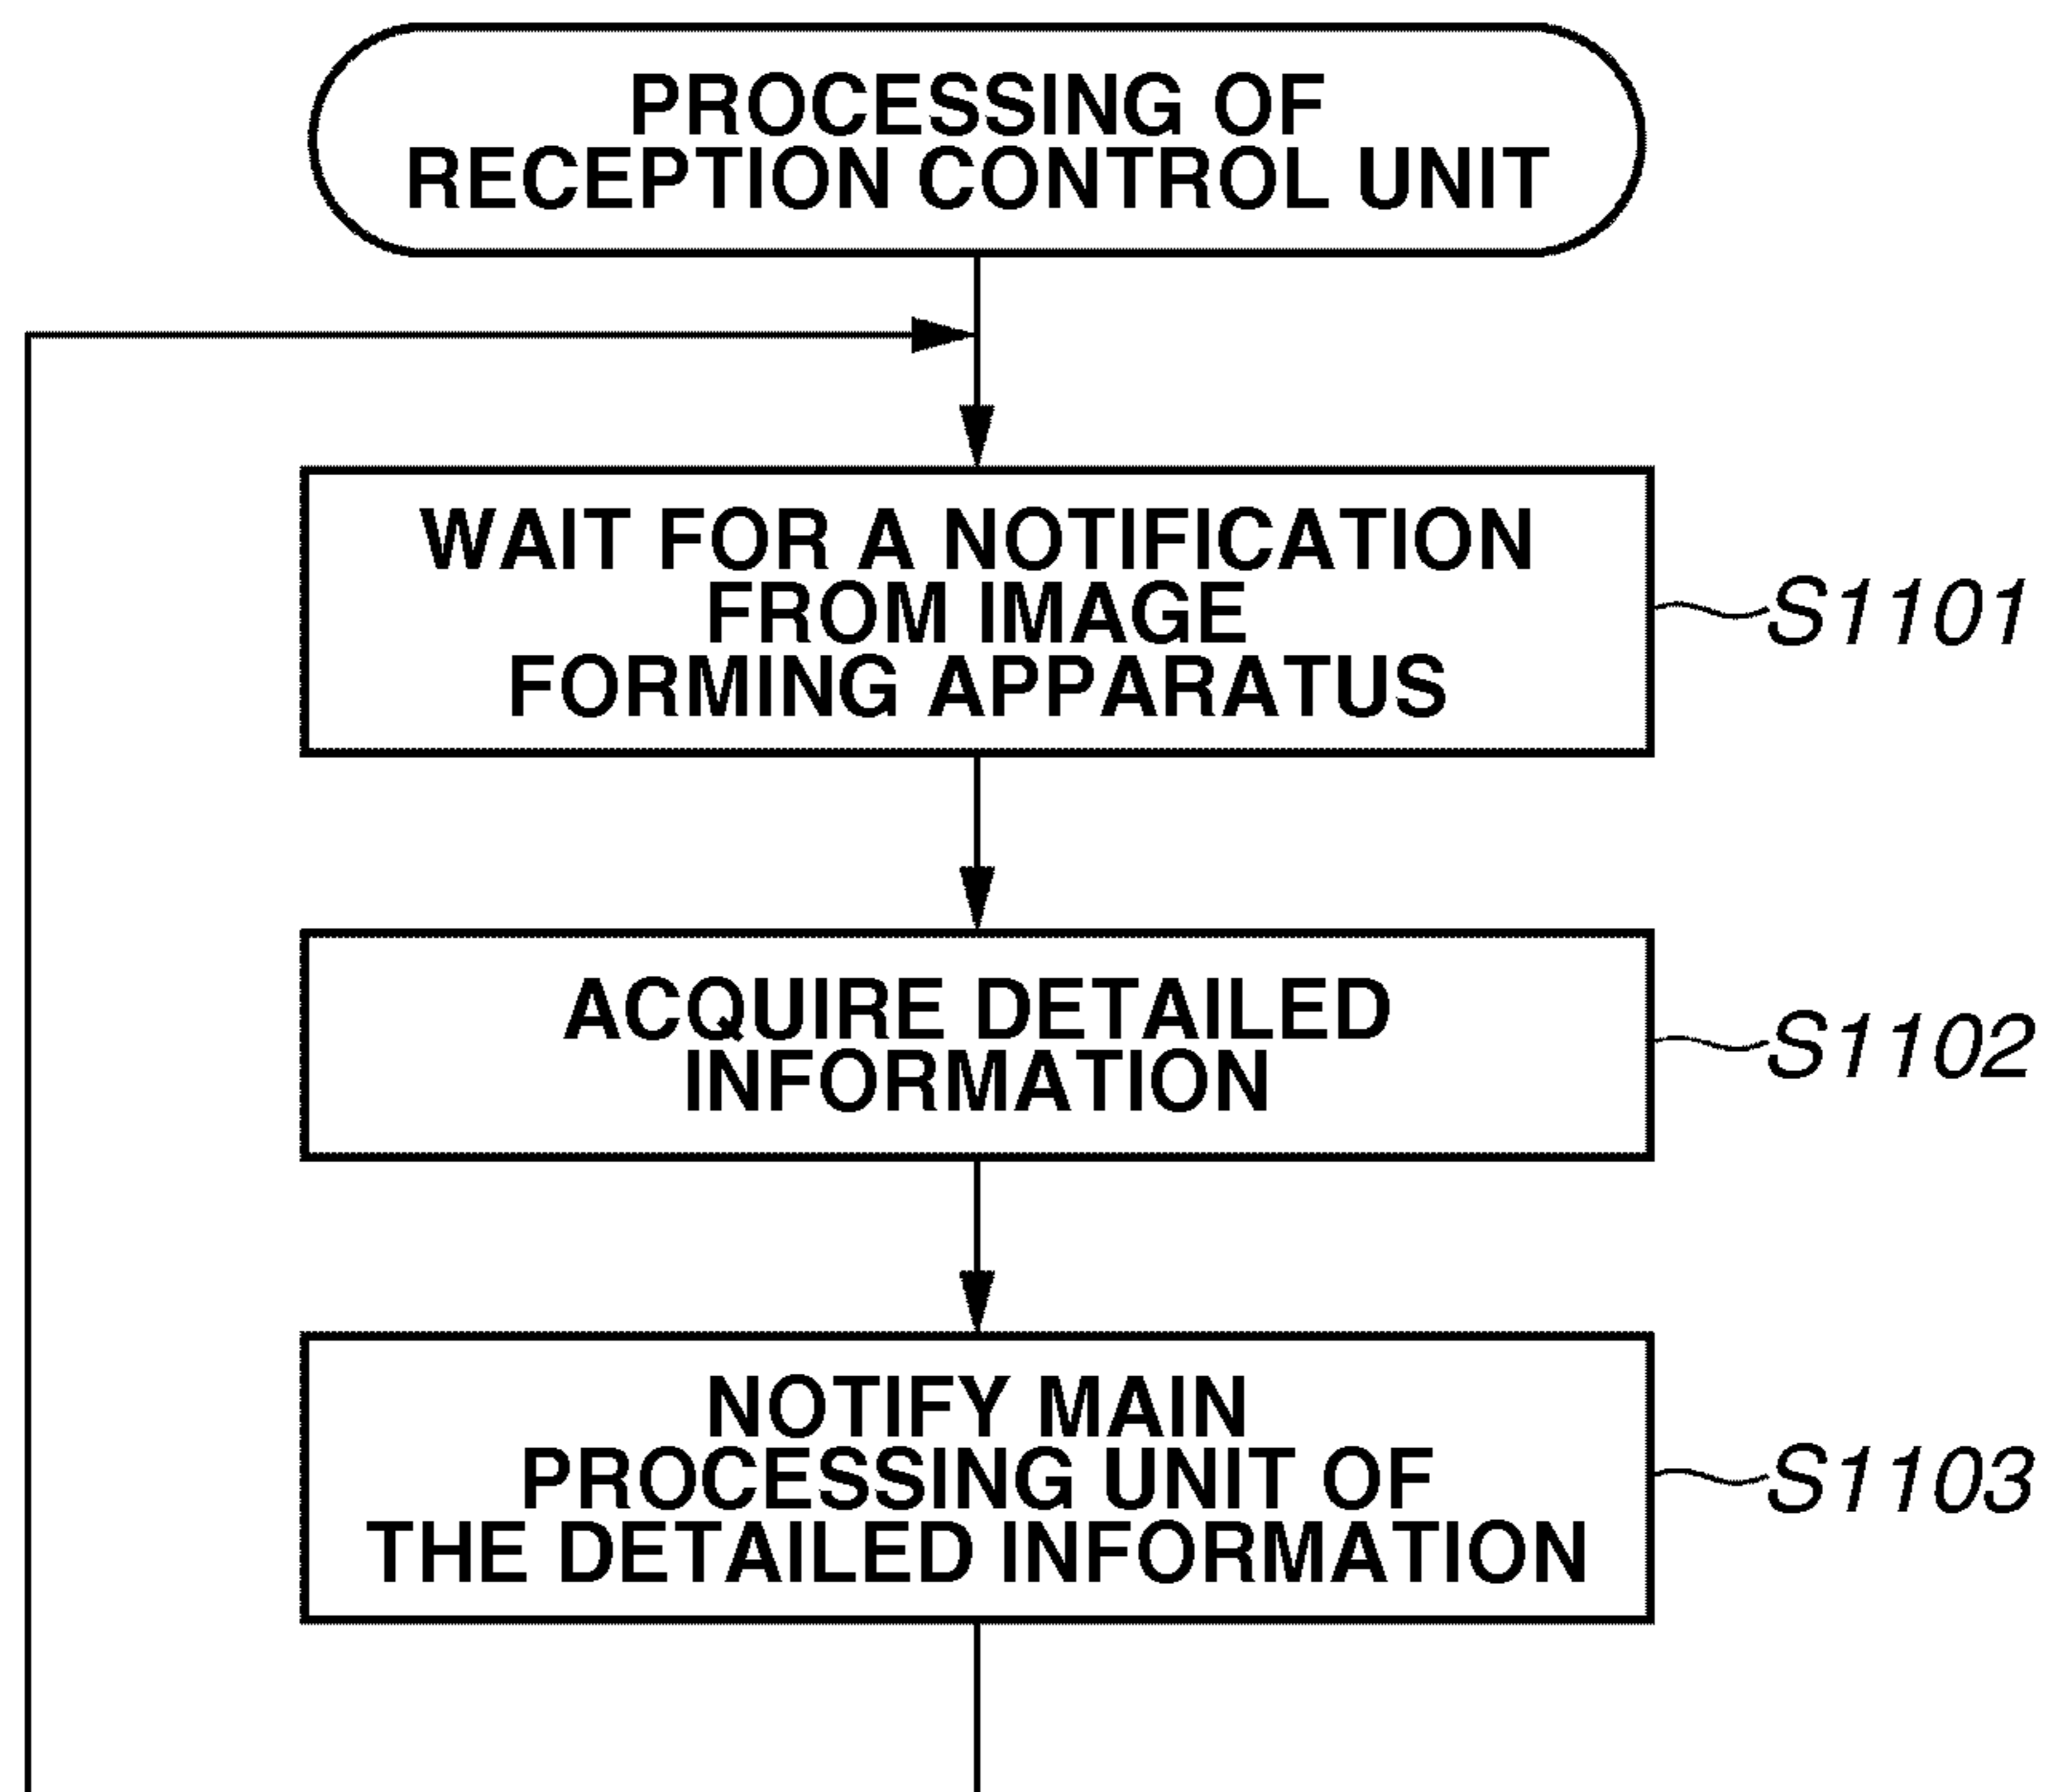 PROCESSING OF
RECEPTION CONTROL UNIT
WAIT FOR A NOTIFICATION
FROM IMAGE
FORMING APPARATUS
S1101
ACQUIRE DETAILED
INFORMATION
S1102
NOTIFY MAIN
PROCESSING UNIT OF
THE DETAILED INFORMATION
S1103